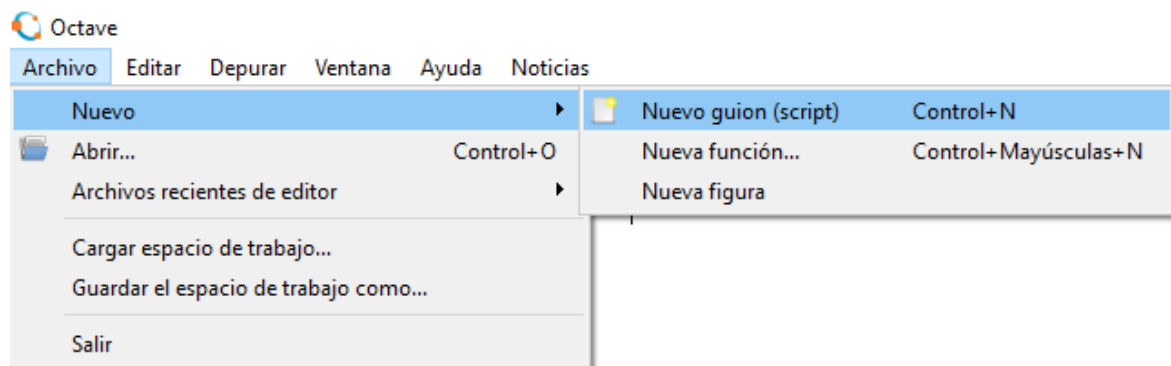 Octave
Archivo Editar Depurar Ventana Ayuda Noticias
Nuevo
Abrir... Control+O
Archivos recientes de editor
Cargar espacio de trabajo...
Guardar el espacio de trabajo como...
Salir
Nuevo guion (script) Control+N
Nueva función... Control+Mayúsculas+N
Nueva figura